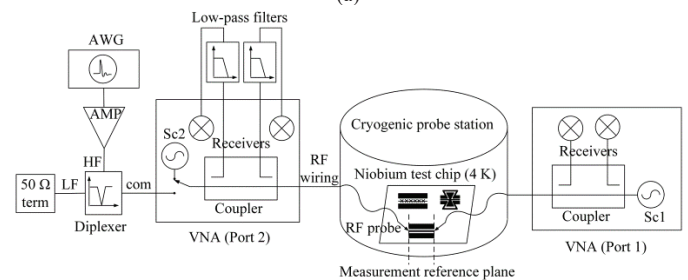 (a)
Low-pass filters
AWG
AMP
Sc2
Receivers
HF
50 Ω
term
LF
com
Diplexer
Coupler
VNA (Port 2)
RF
wiring
Cryogenic probe station
Niobium test chip (4 K)
RF probe
Measurement reference plane
Receivers
Coupler
Sc1
VNA (Port 1)